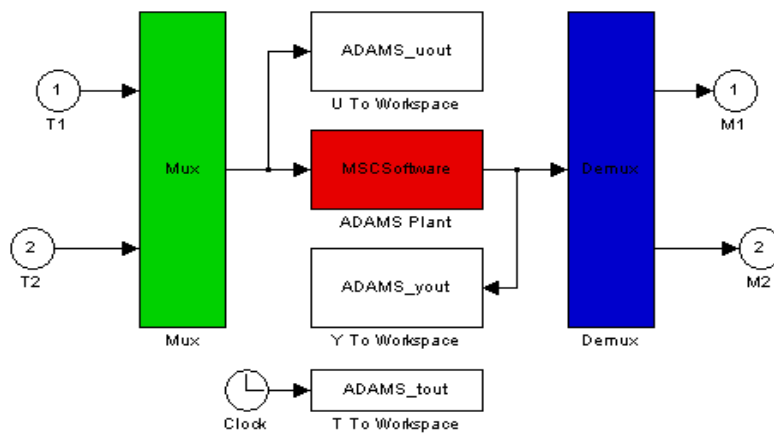 ADAMS_uout
U To Workspace
1
T1
Mux
MSCSoftware
ADAMS Plant
Demux
1
M1
2
T2
ADAMS_yout
Y To Workspace
2
M2
Mux
Demux
Clock
ADAMS_tout
T To Workspace